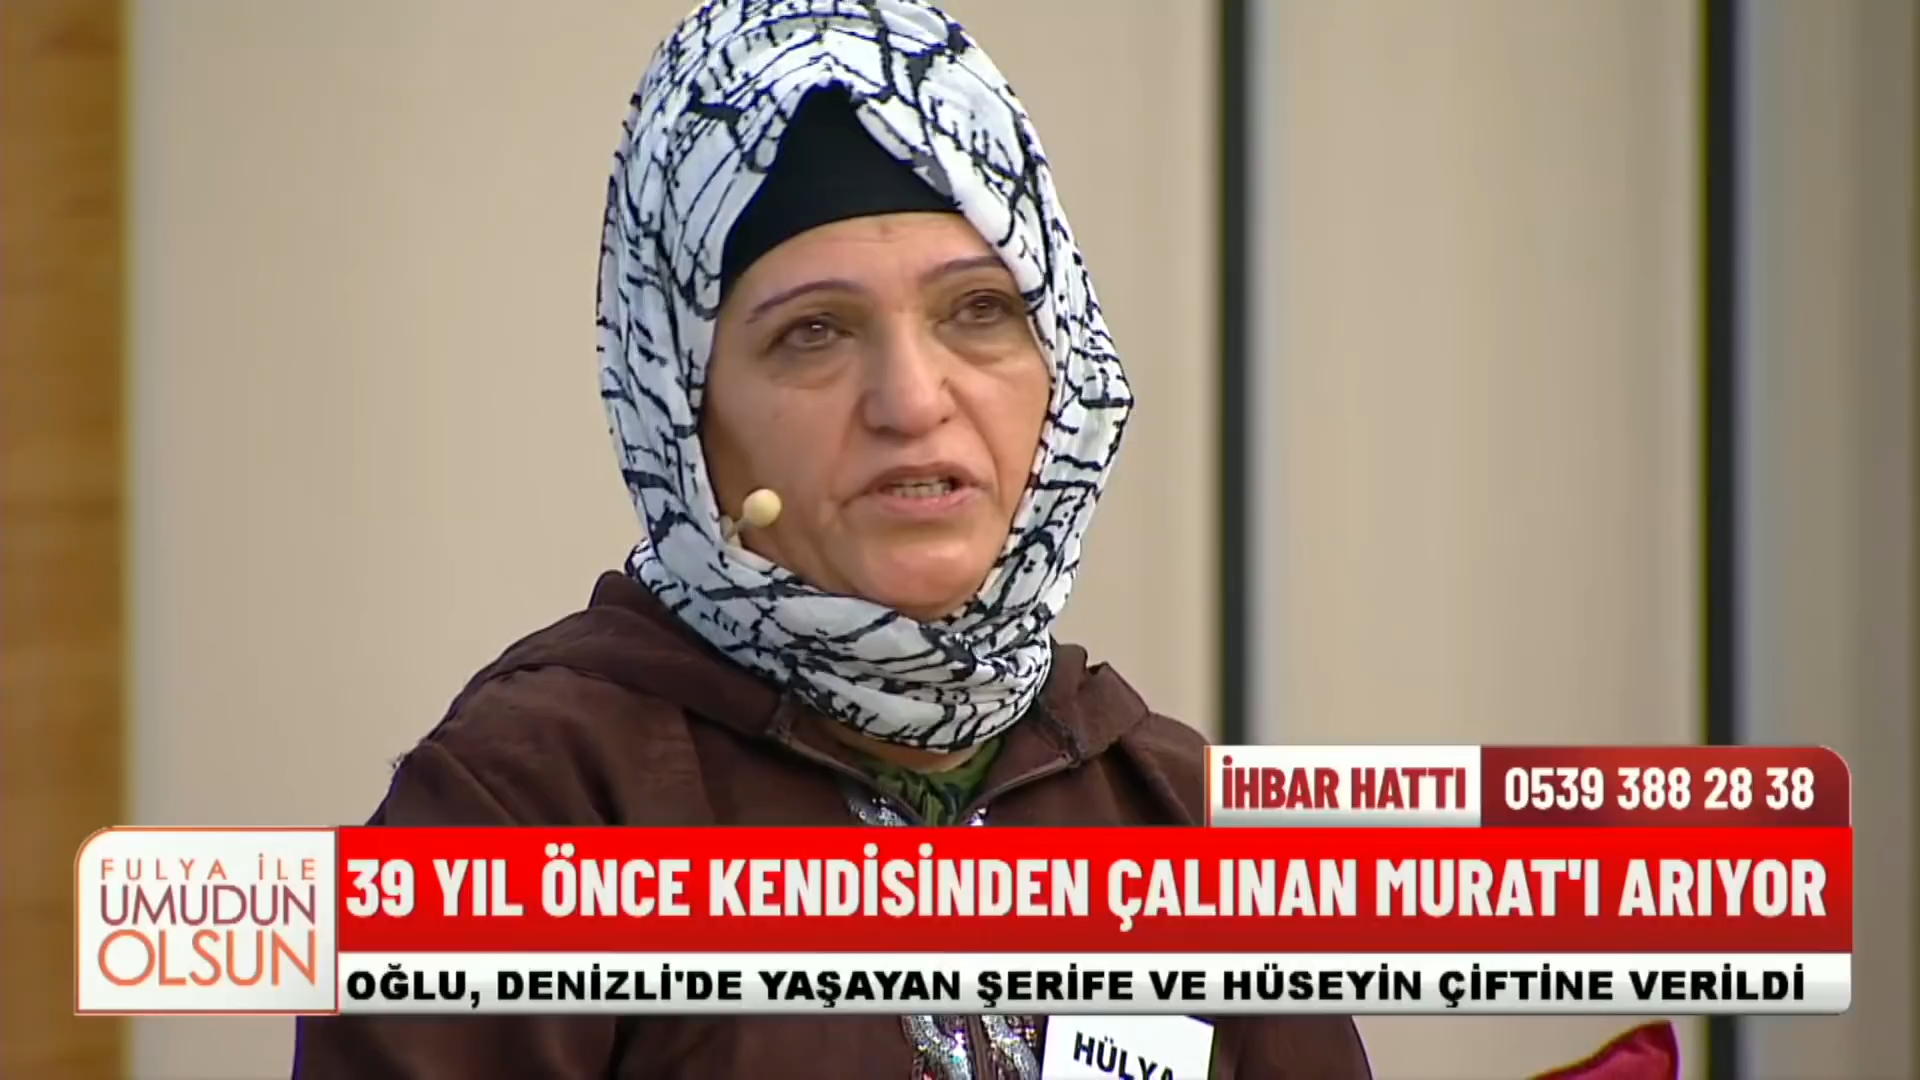 İHBAR HATTI 0539 388 28 38
FULYA İLE
UMUDUN
OLSUN
39 YIL ÖNCE KENDİSİNDEN ÇALINAN MURAT'I ARIYOR
OĞLU, DENİZLİ'DE YAŞAYAN ŞERİFE VE HÜSEYİN ÇİFTİNE VERİLDİ
HÜLYA